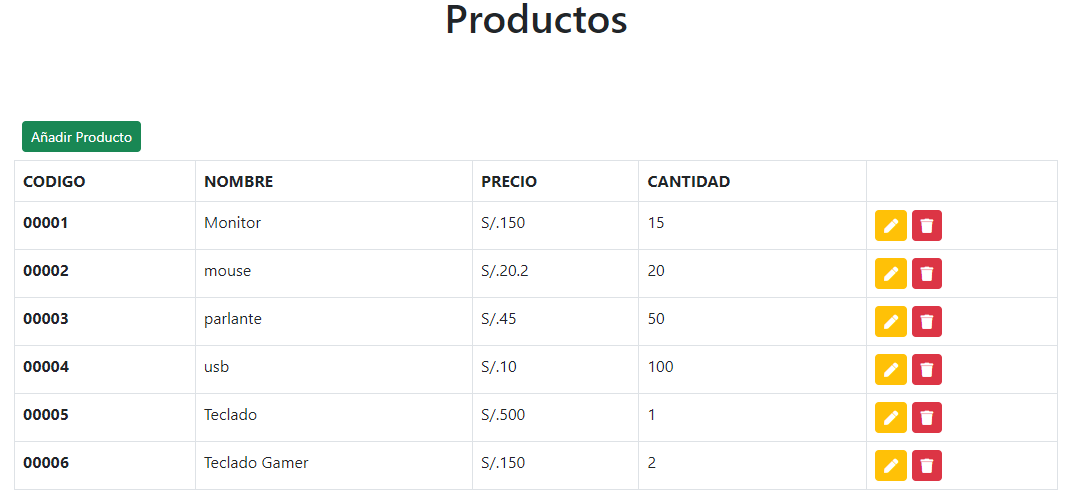 Productos
Añadir Producto
CODIGO NOMBRE PRECIO CANTIDAD
00001 Monitor S/.150 15
00002 mouse S/.20.2 20
00003 parlante S/.45 50
00004 usb S/.10 100
00005 Teclado S/.500 1
00006 Teclado Gamer S/.150 2